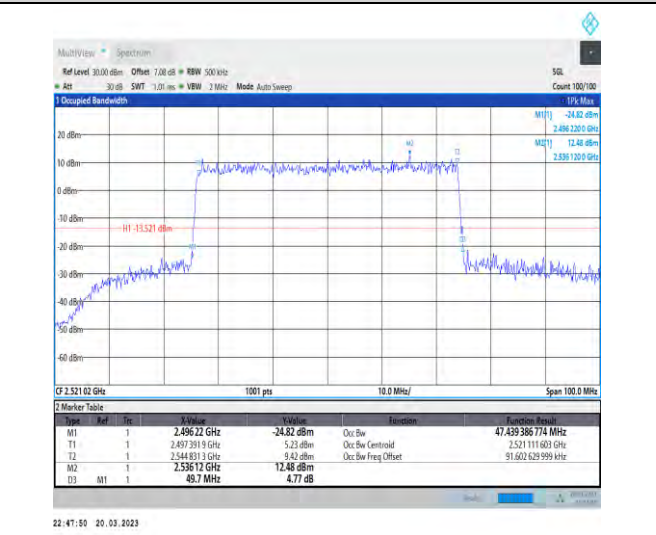 MultiView Spectrum
Ref Level 30.00 dBm Offset 7.08 dB RBW 500 kHz SGL
Att 30 dB SWT 1.01 ms VBW 2 MHz Mode Auto Sweep Count 100/100
1 Occupied Bandwidth 1Pk Max
M1[1] -24.82 dBm
2.496 220 0 GHz
M2[1] 12.48 dBm
2.536 120 0 GHz
20 dBm
10 dBm
0 dBm
-10 dBm
H1 -13.521 dBm
-20 dBm
-30 dBm
-40 dBm
-50 dBm
-60 dBm
M2
T1
T2
CF 2.521 02 GHz 1001 pts 10.0 MHz/ Span 100.0 MHz
2 Marker Table
Type Ref Trc X-Value Y-Value Function Function Result
M1 1 2.496 22 GHz -24.82 dBm Occ Bw 47.439 386 774 MHz
T1 1 2.497 391 9 GHz 5.23 dBm Occ Bw Centroid 2.521 111 603 GHz
T2 1 2.544 831 3 GHz 9.42 dBm Occ Bw Freq Offset 91.602 629 999 kHz
M2 1 2.536 12 GHz 12.48 dBm
D3 M1 1 49.7 MHz 4.77 dB
22:47:50 20.03.2023